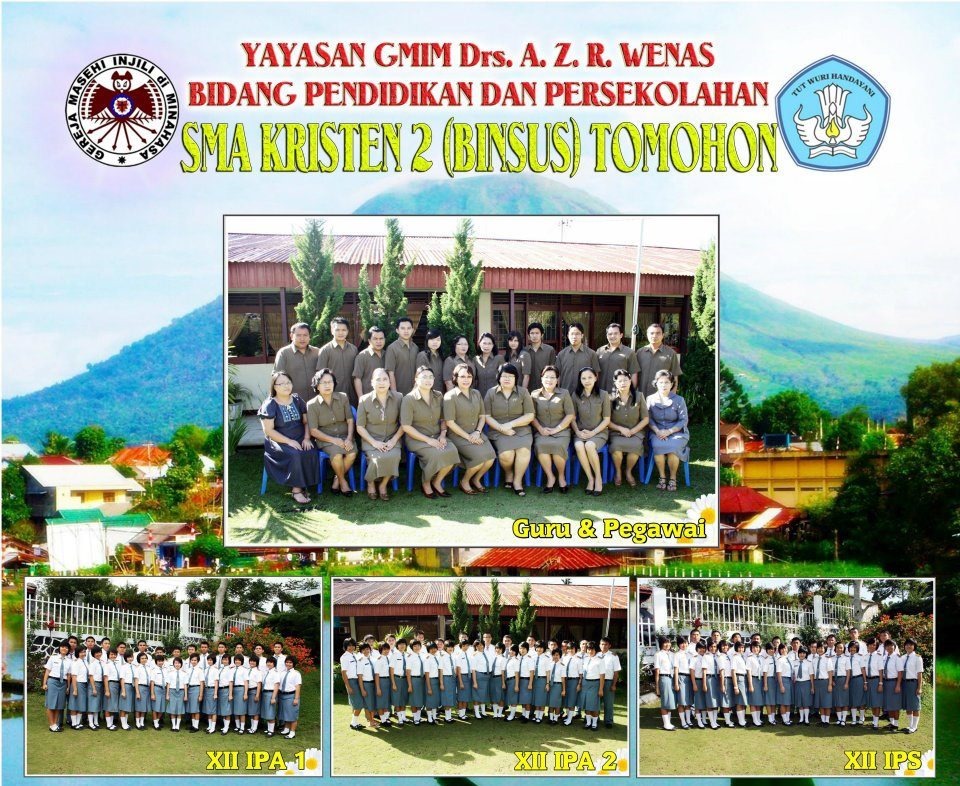 YAYASAN GMIM Drs. A. Z. R. WENAS
BIDANG PENDIDIKAN DAN PERSEKOLAHAN
SMA KRISTEN 2 (BINSUS) TOMOHON
GEREJA MASEHI INJILI di MINAHASA
TUT WURI HANDAYANI
Guru & Pegawai
XII IPA 1
XII IPA 2
XII IPS